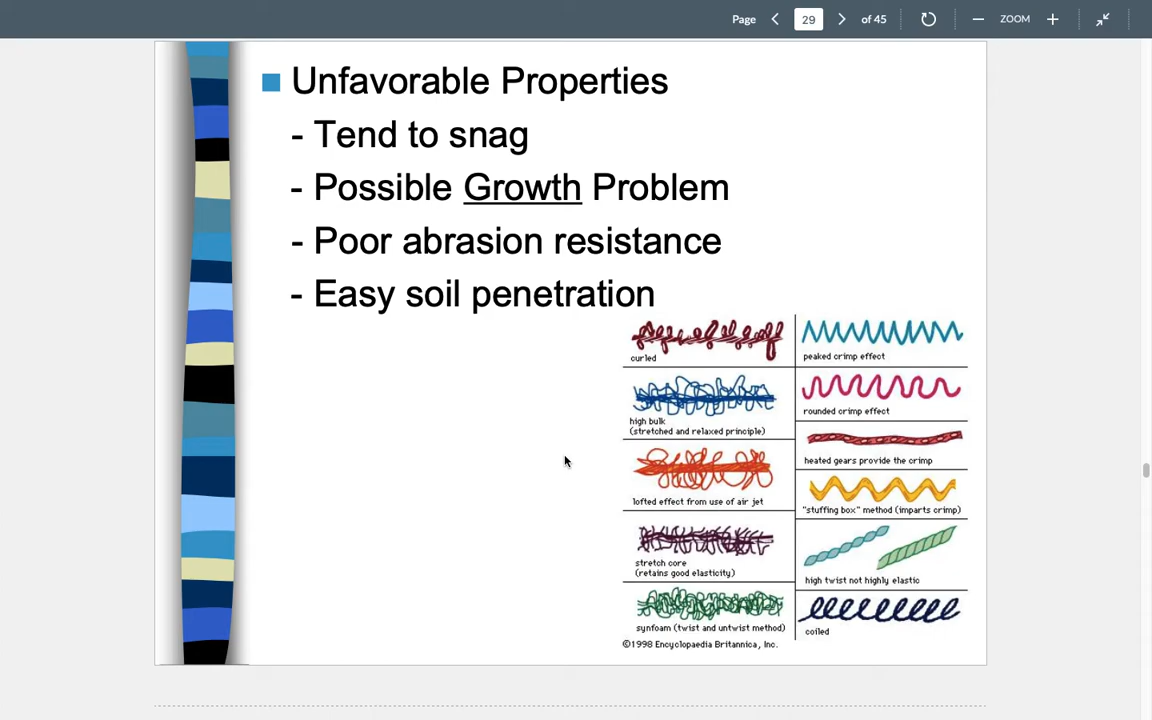 Page
29
of 45
ZOOM
Unfavorable Properties
- Tend to snag
- Possible Growth Problem
- Poor abrasion resistance
- Easy soil penetration
curled
high bulk
(stretched and relaxed principle)
lofted effect from use of air jet
stretch core
(retains good elasticity)
synfoam (twist and untwist method)
peaked crimp effect
rounded crimp effect
heated gears provide the crimp
"stuffing box" method (imparts crimp)
high twist not highly elastic
coiled
©1998 Encyclopaedia Britannica, Inc.